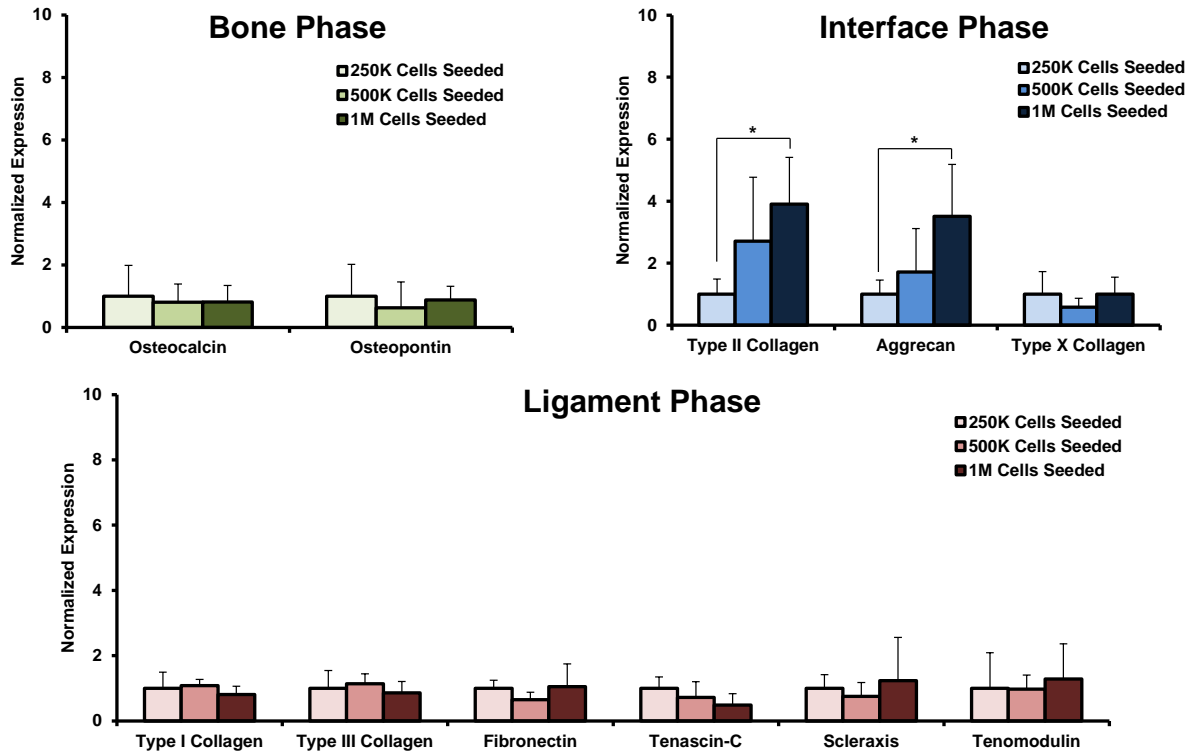 Bone Phase
250K Cells Seeded
500K Cells Seeded
1M Cells Seeded
Normalized Expression
10
8
6
4
2
0
Osteocalcin Osteopontin
Interface Phase
250K Cells Seeded
500K Cells Seeded
1M Cells Seeded
Normalized Expression
10
8
6
4
2
0
* *
Type II Collagen Aggrecan Type X Collagen
Ligament Phase
250K Cells Seeded
500K Cells Seeded
1M Cells Seeded
Normalized Expression
10
8
6
4
2
0
Type I Collagen Type III Collagen Fibronectin Tenascin-C Scleraxis Tenomodulin